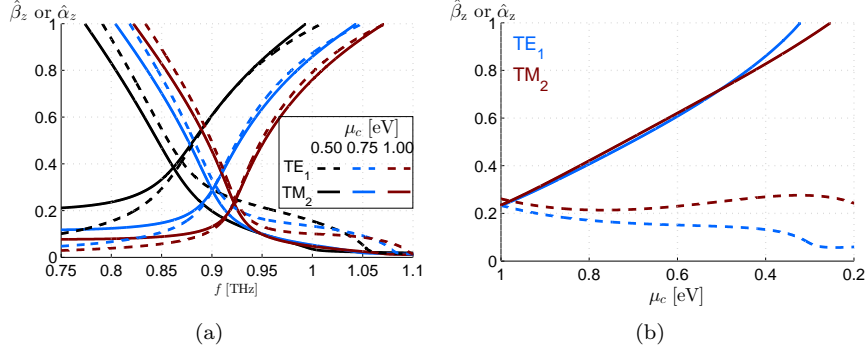 β̂z or α̂z
1
0.8
0.6
0.4
0.2
0
0.75 0.8 0.85 0.9 0.95 1 1.05 1.1
f [THz]
μc [eV]
0.50 0.75 1.00
TE1
TM2
(a)
β̂z or α̂z
1
0.8
0.6
0.4
0.2
0
1 0.8 0.6 0.4 0.2
μc [eV]
TE1
TM2
(b)